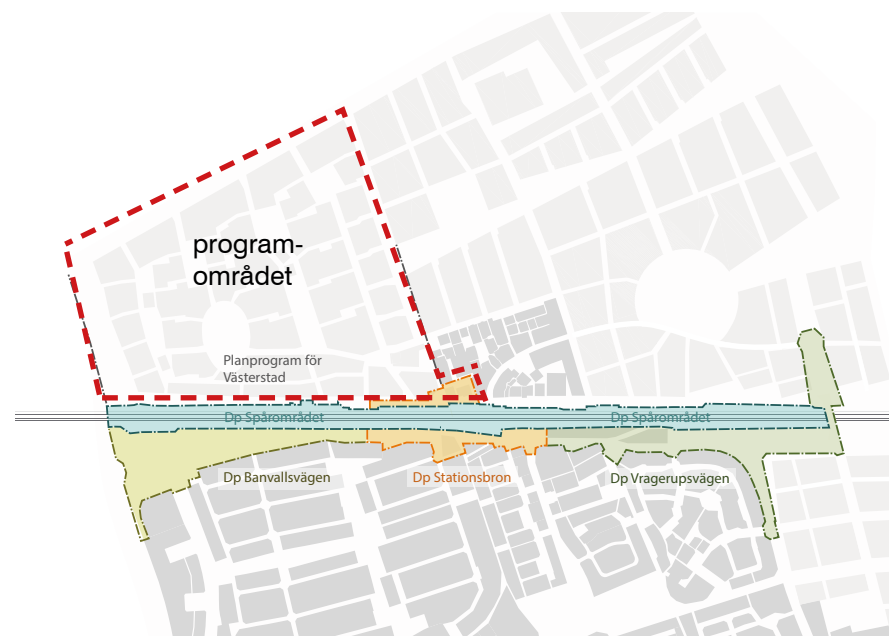 program-
området
Planprogram för
Västerstad
Dp Spårområdet
Dp Spårområdet
Dp Banvallsvägen
Dp Stationsbron
Dp Vragerupsvägen